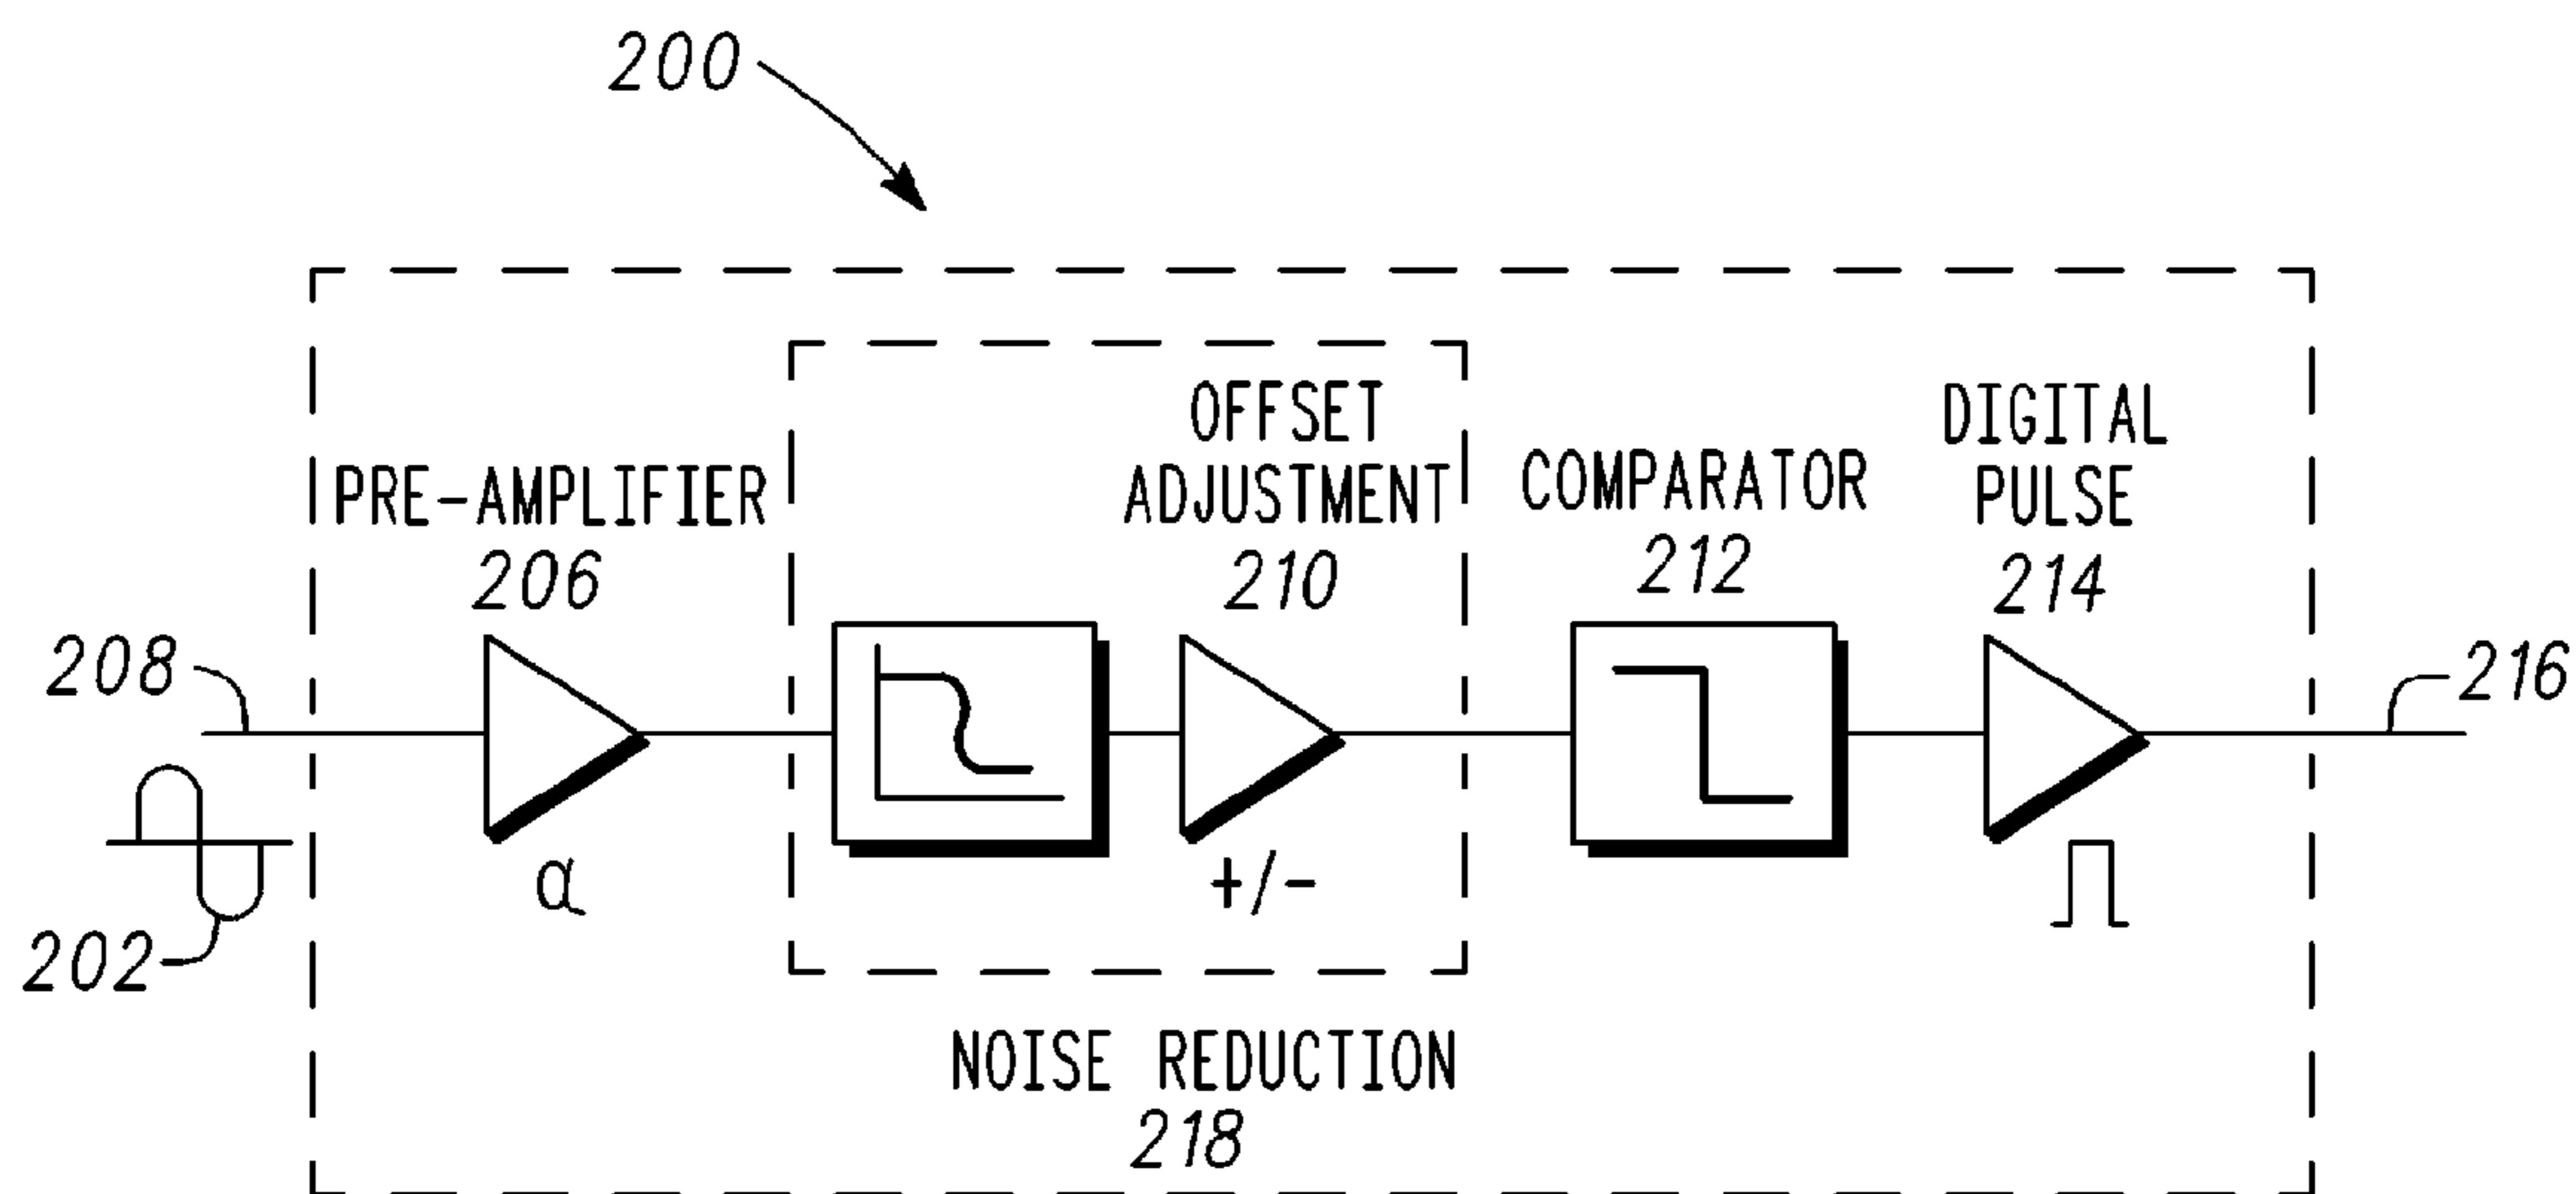 200
OFFSET
ADJUSTMENT
210
DIGITAL
PULSE
214
PRE-AMPLIFIER
206
COMPARATOR
212
208
216
202
α
+/-
NOISE REDUCTION
218